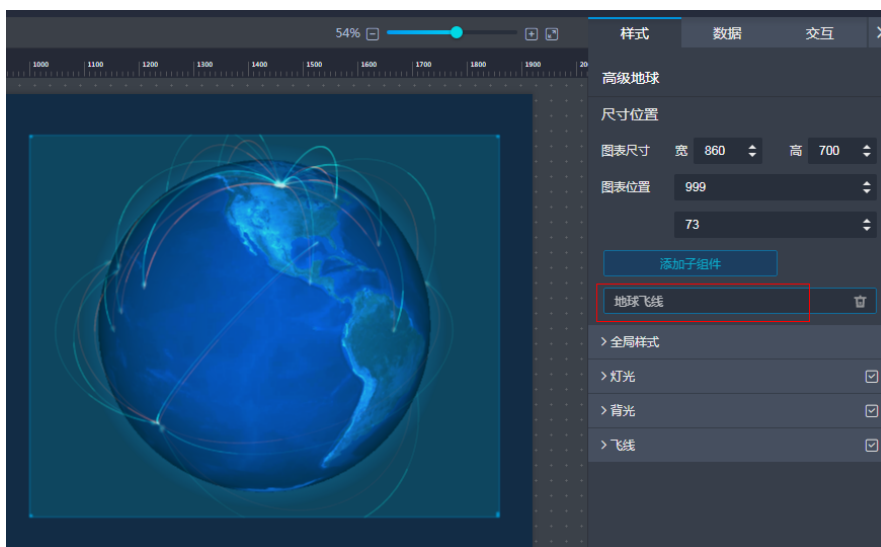 54%
样式 数据 交互
1000 1100 1200 1300 1400 1500 1600 1700 1800 1900 20
高级地球
尺寸位置
图表尺寸 宽 860 高 700
图表位置 999
73
添加子组件
地球飞线
全局样式
灯光
背光
飞线